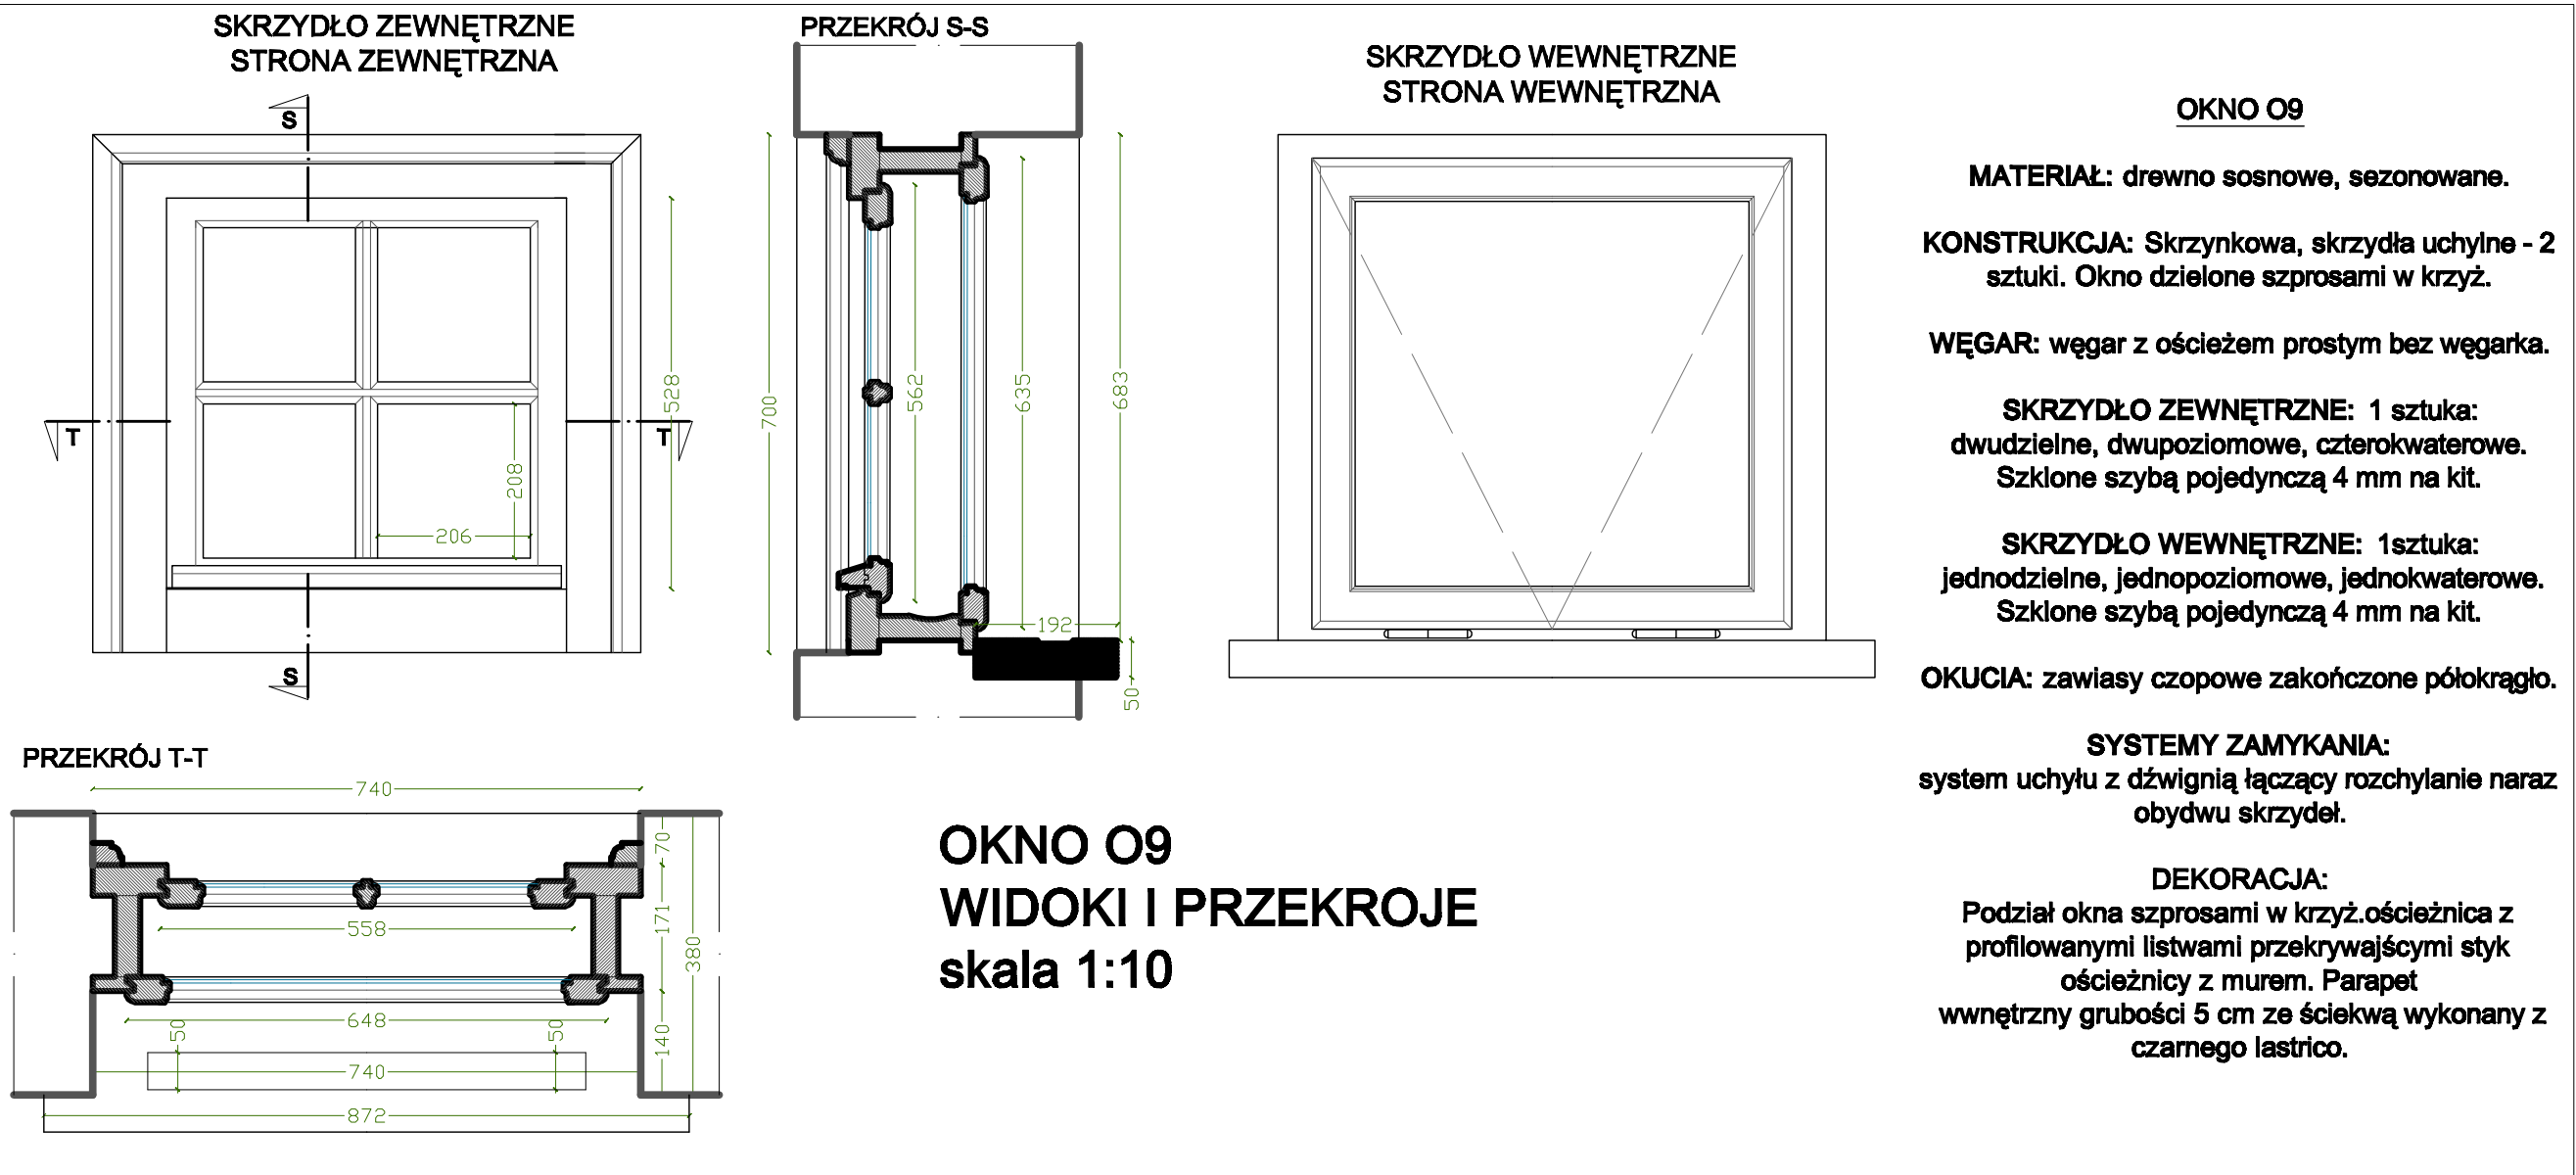 SKRZYDŁO ZEWNĘTRZNE
STRONA ZEWNĘTRZNA
S
T
T
528
208
206
S
PRZEKRÓJ S-S
700
562
635
683
192
50
SKRZYDŁO WEWNĘTRZNE
STRONA WEWNĘTRZNA
OKNO O9
MATERIAŁ: drewno sosnowe, sezonowane.
KONSTRUKCJA: Skrzynkowa, skrzydła uchylne - 2
sztuki. Okno dzielone szprosami w krzyż.
WĘGAR: węgar z ościeżem prostym bez węgarka.
SKRZYDŁO ZEWNĘTRZNE: 1 sztuka:
dwudzielne, dwupoziomowe, czterokwaterowe.
Szklone szybą pojedynczą 4 mm na kit.
SKRZYDŁO WEWNĘTRZNE: 1sztuka:
jednodzielne, jednopoziomowe, jednokwaterowe.
Szklone szybą pojedynczą 4 mm na kit.
OKUCIA: zawiasy czopowe zakończone półokrągło.
SYSTEMY ZAMYKANIA:
system uchyłu z dźwignią łączący rozchylanie naraz
obydwu skrzydeł.
DEKORACJA:
Podział okna szprosami w krzyż.ościeżnica z
profilowanymi listwami przekrywajścymi styk
ościeżnicy z murem. Parapet
wwnętrzny grubości 5 cm ze ściekwą wykonany z
czarnego lastrico.
PRZEKRÓJ T-T
740
70
171
380
558
648
50
50
140
740
872
OKNO O9
WIDOKI I PRZEKROJE
skala 1:10